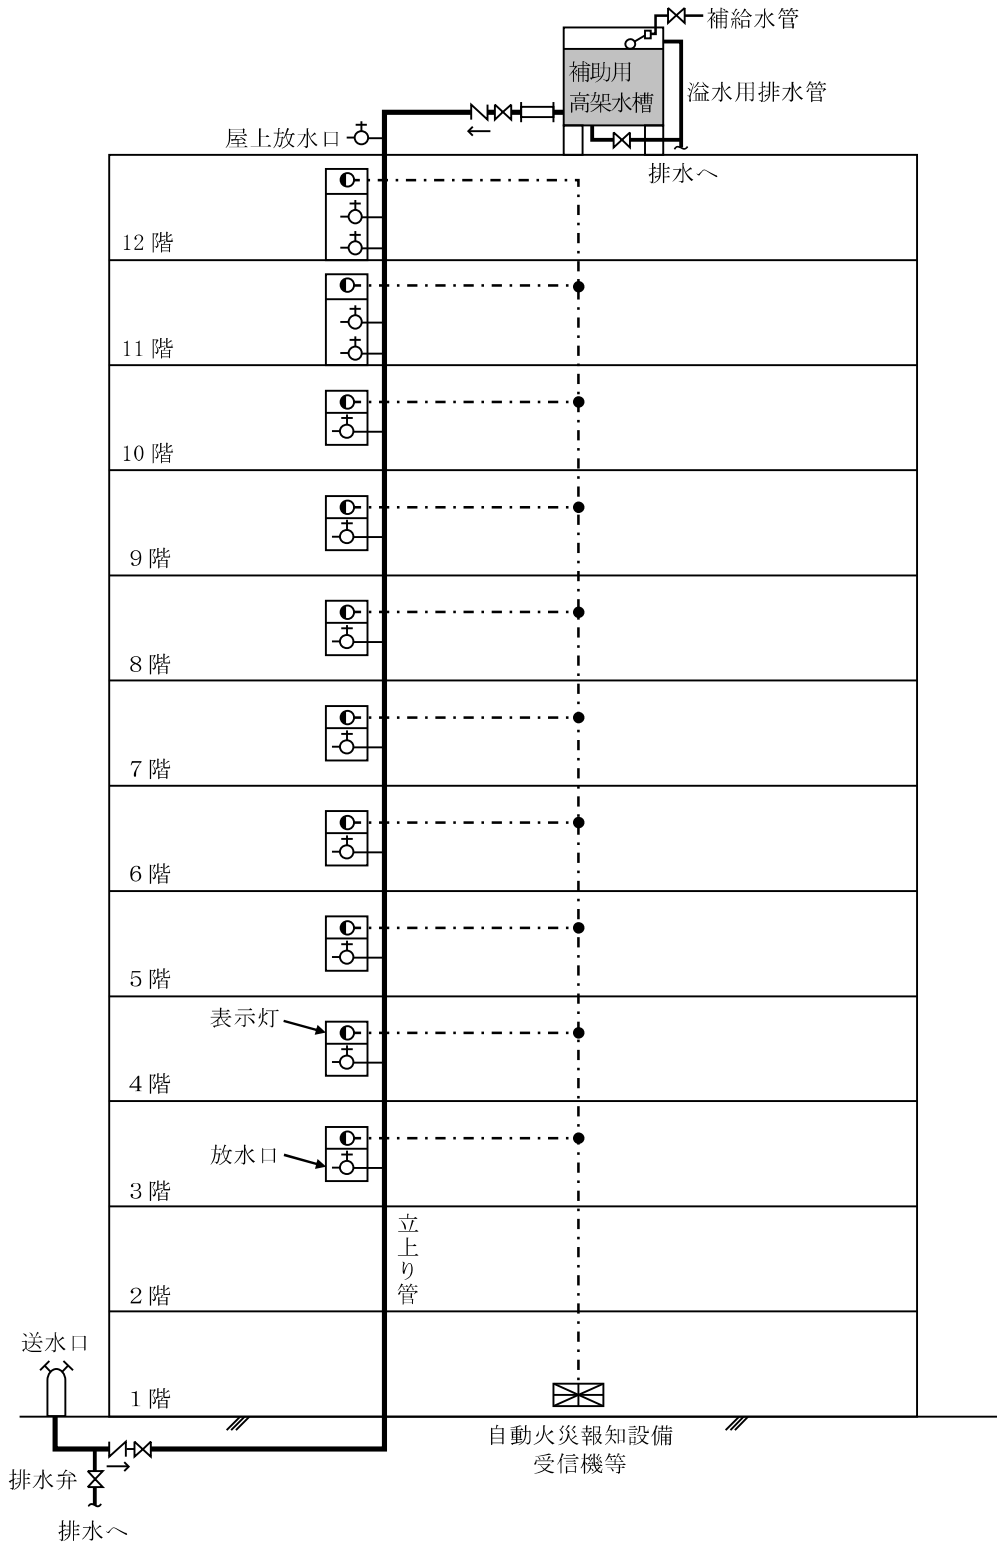 補給水管
補助用
高架水槽
溢水用排水管
屋上放水口
排水へ
12 階
11 階
10 階
9 階
8 階
7 階
6 階
5 階
表示灯
4 階
放水口
3 階
立上り管
2 階
送水口
1 階
自動火災報知設備
受信機等
排水弁
排水へ